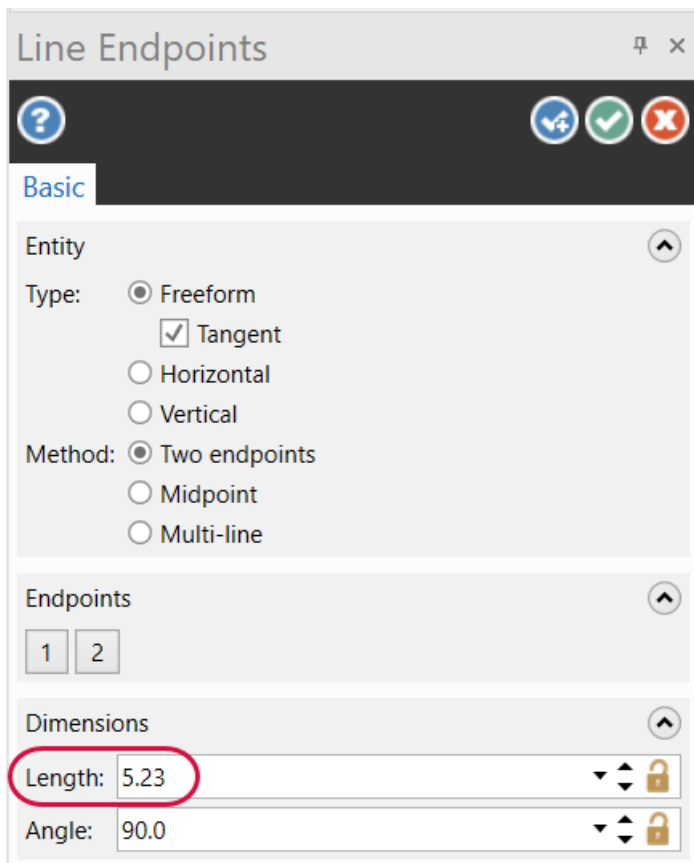 Line Endpoints
Basic
Entity
Type: Freeform
Tangent
Horizontal
Vertical
Method: Two endpoints
Midpoint
Multi-line
Endpoints
1 2
Dimensions
Length: 5.23
Angle: 90.0